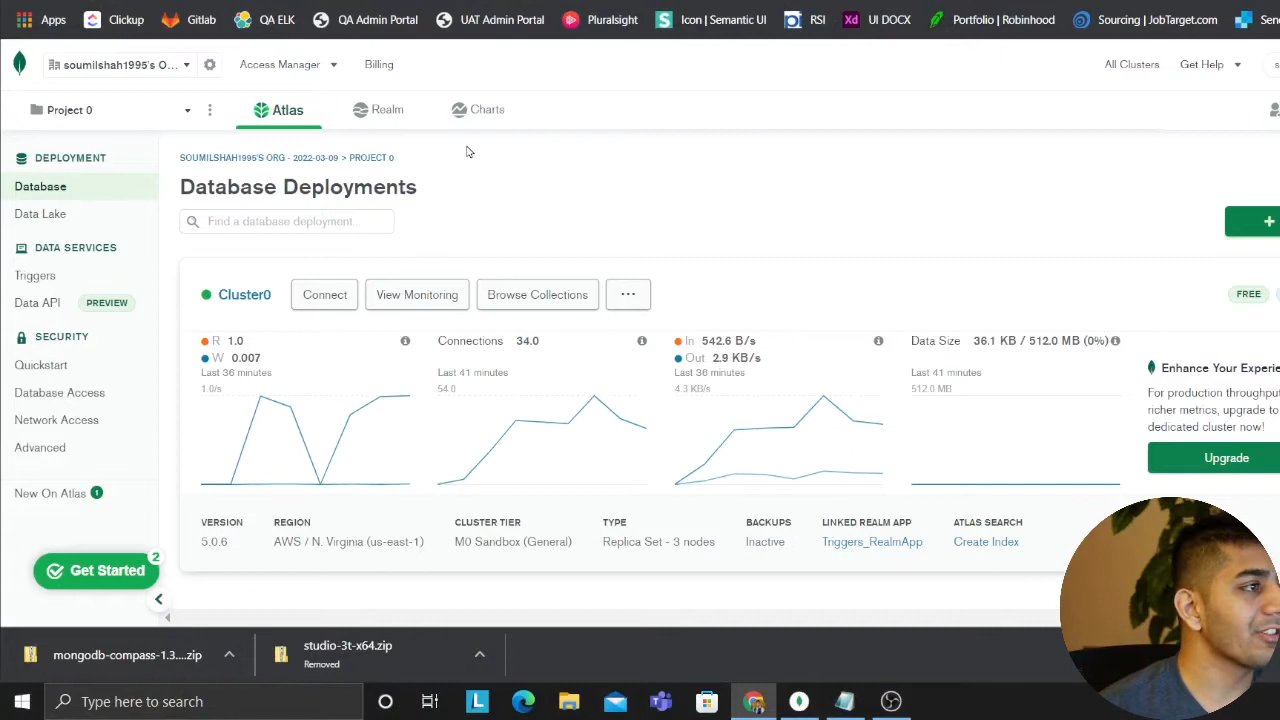 Apps Clickup Gitlab QA ELK QA Admin Portal UAT Admin Portal Pluralsight Icon | Semantic UI RSI UI DOCX Portfolio | Robinhood Sourcing | JobTarget.com
soumilshah1995's O... Access Manager Billing All Clusters Get Help
Project 0 Atlas Realm Charts
DEPLOYMENT
Database
Data Lake
DATA SERVICES
Triggers
Data API PREVIEW
SECURITY
Quickstart
Database Access
Network Access
Advanced
New On Atlas 1
Get Started 2
SOUMILSHAH1995'S ORG - 2022-03-09 > PROJECT 0
Database Deployments
Find a database deployment...
+
Cluster0 Connect View Monitoring Browse Collections ... FREE
R 1.0
W 0.007
Last 36 minutes
1.0/s
Connections 34.0
Last 41 minutes
54.0
In 542.6 B/s
Out 2.9 KB/s
Last 36 minutes
4.3 KB/s
Data Size 36.1 KB / 512.0 MB (0%)
Last 41 minutes
512.0 MB
Enhance Your Experie
For production throughput
richer metrics, upgrade to
dedicated cluster now!
Upgrade
VERSION REGION CLUSTER TIER TYPE BACKUPS LINKED REALM APP ATLAS SEARCH
5.0.6 AWS / N. Virginia (us-east-1) M0 Sandbox (General) Replica Set - 3 nodes Inactive Triggers_RealmApp Create Index
mongodb-compass-1.3....zip
studio-3t-x64.zip
Removed
Type here to search